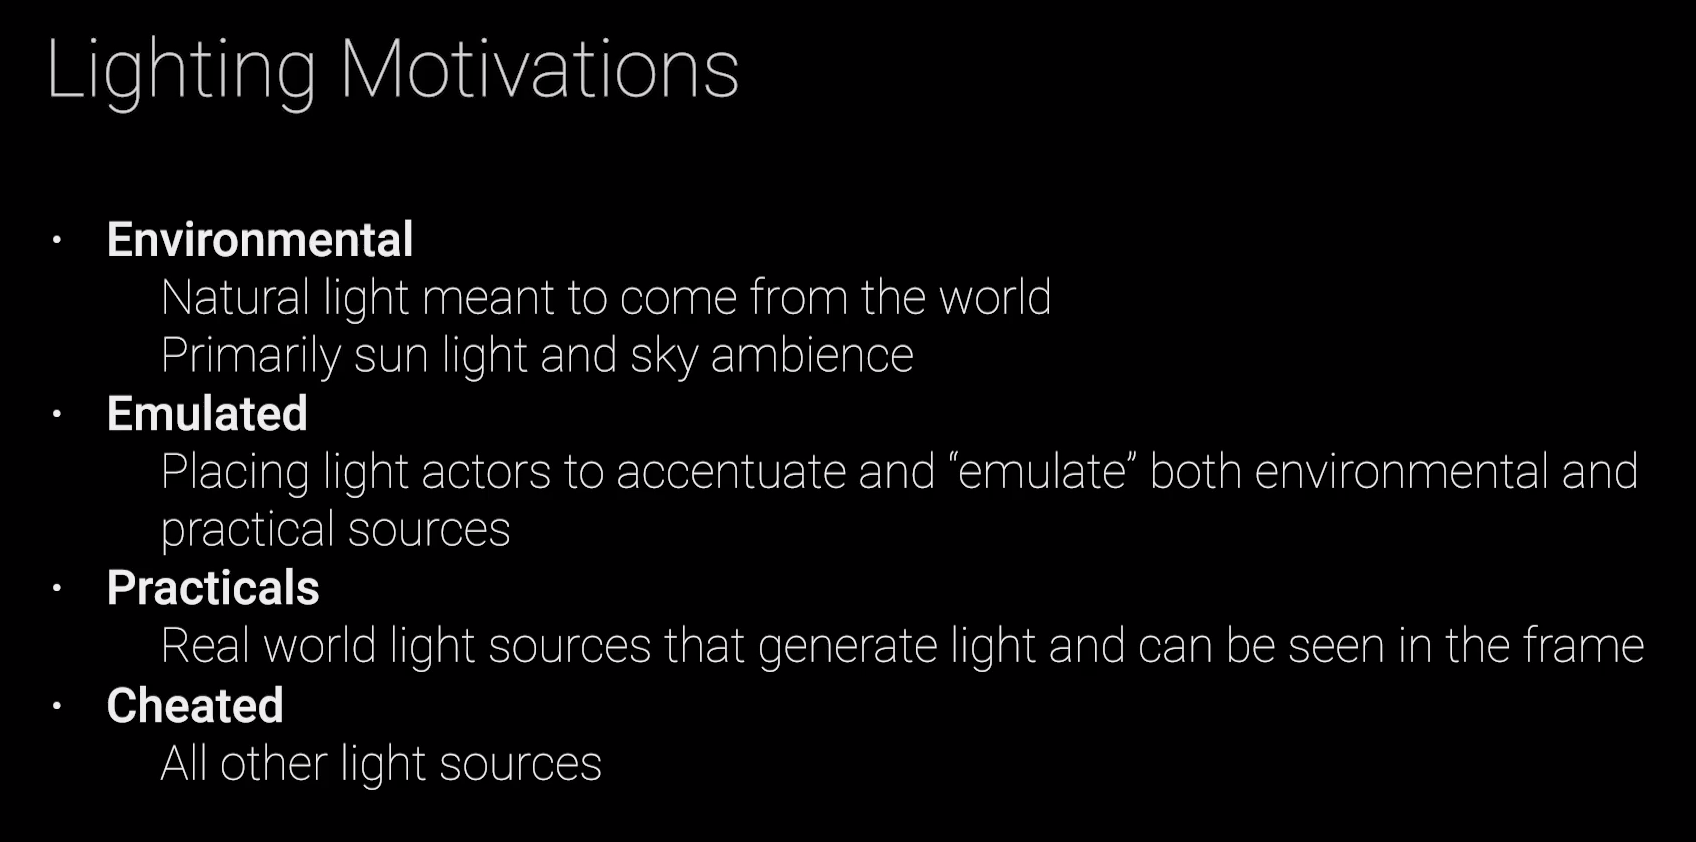 Lighting Motivations
· Environmental
Natural light meant to come from the world
Primarily sun light and sky ambience
· Emulated
Placing light actors to accentuate and “emulate” both environmental and
practical sources
· Practicals
Real world light sources that generate light and can be seen in the frame
· Cheated
All other light sources